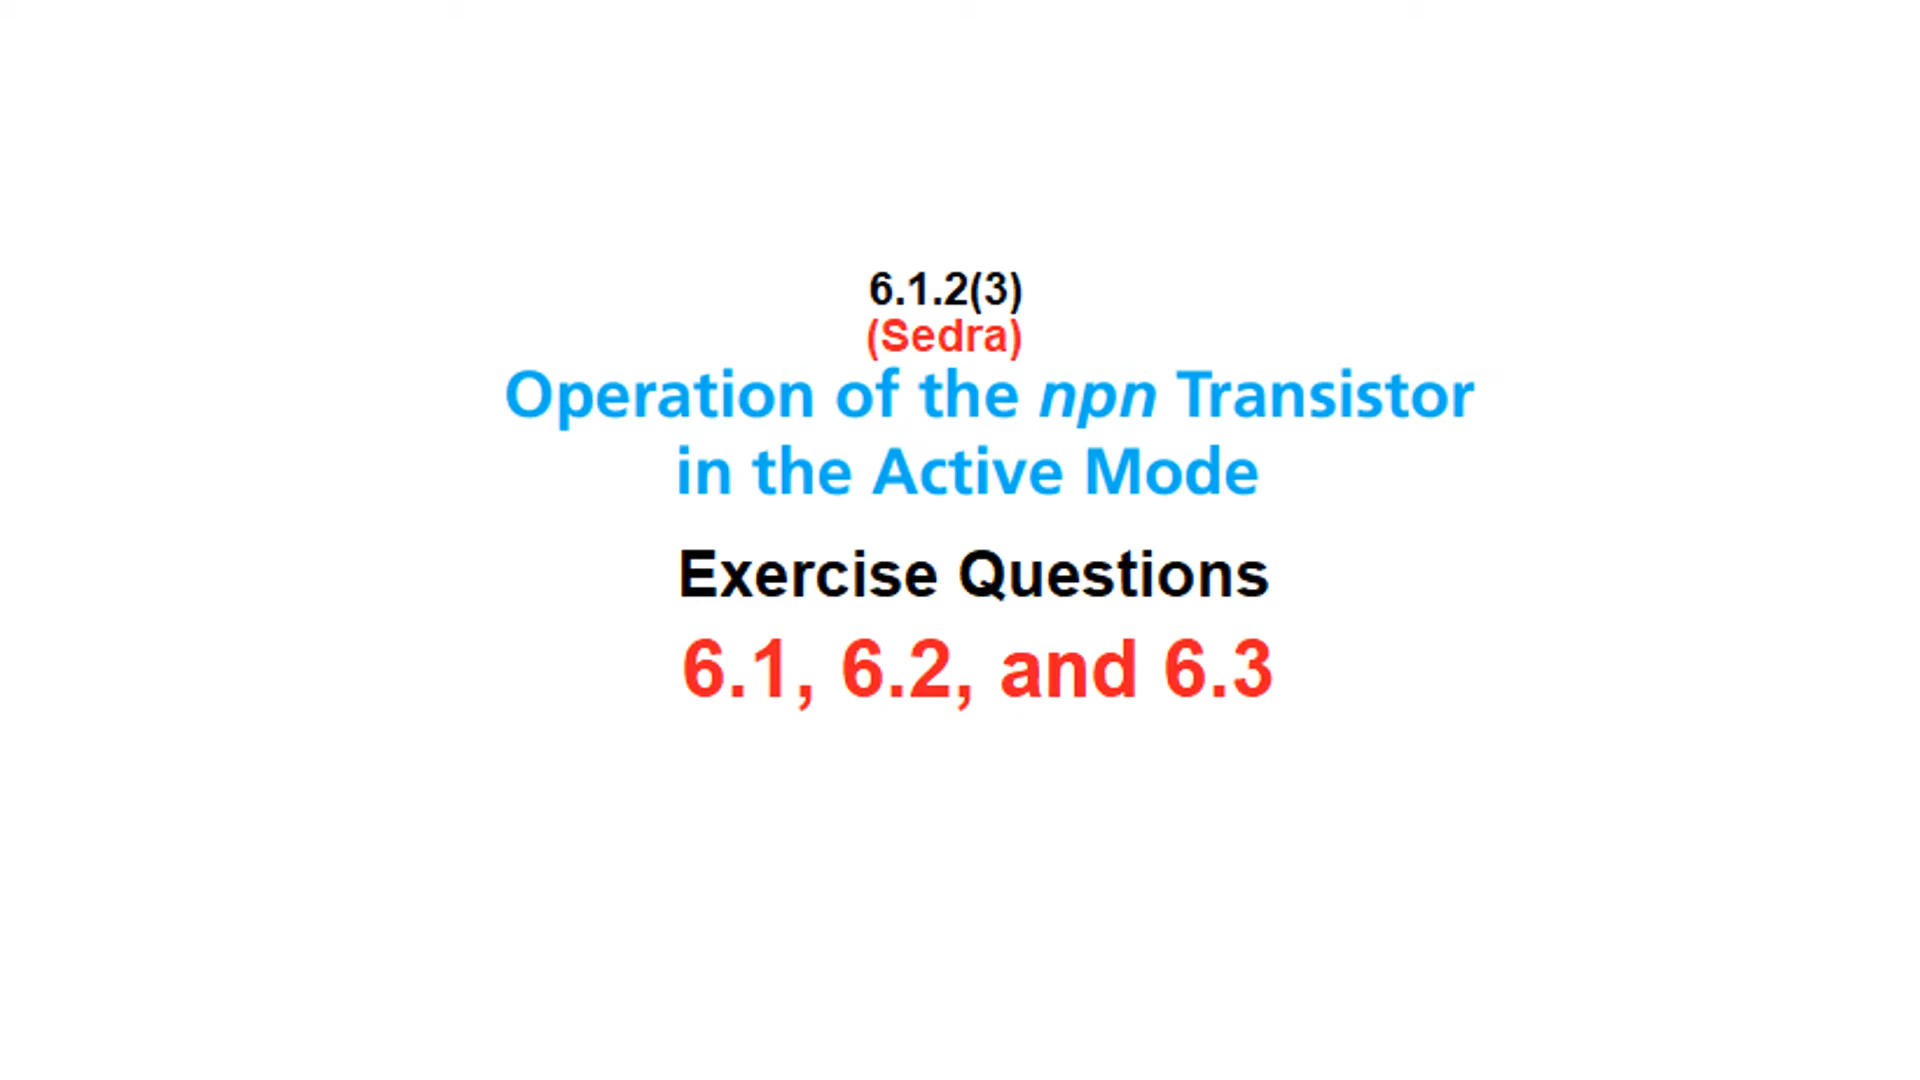 6.1.2(3)
(Sedra)
Operation of the npn Transistor
in the Active Mode
Exercise Questions
6.1, 6.2, and 6.3